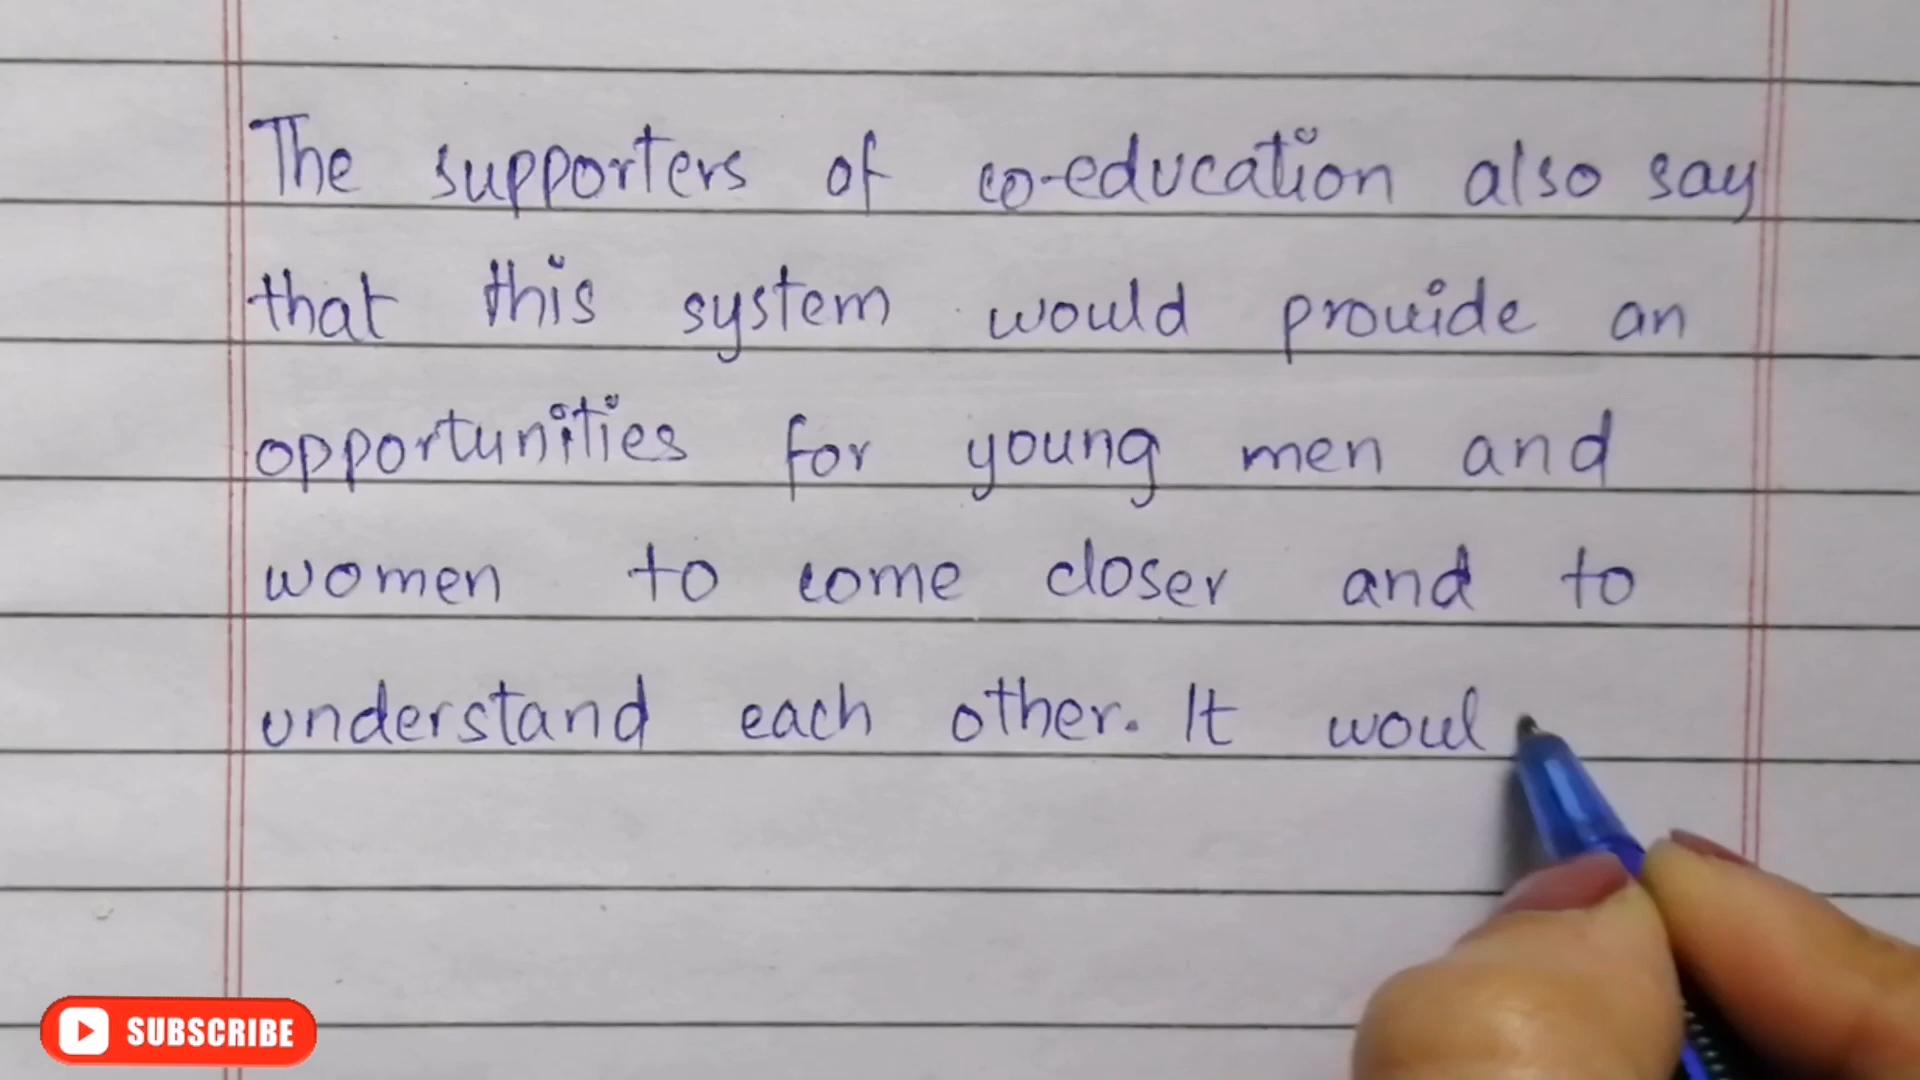 The supporters of co-education also say
that this system would provide an
opportunities for young men and
women to come closer and to
understand each other. It woul
SUBSCRIBE